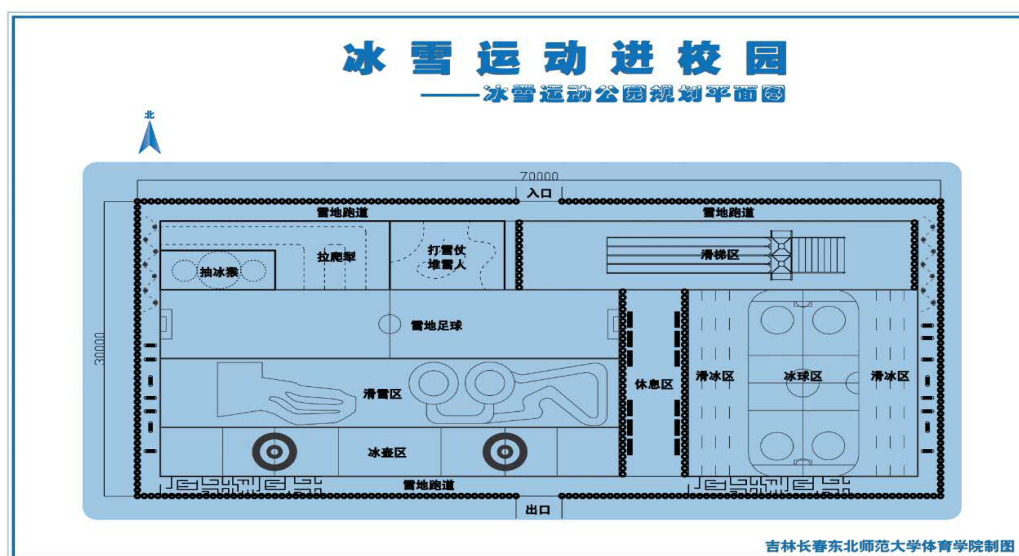 冰雪运动进校园
——冰雪运动公园规划平面图
北
70000
入口
雪地跑道
雪地跑道
拉爬犁
打雪仗
堆雪人
抽冰猴
滑梯区
30000
雪地足球
滑雪区
休息区
滑冰区
冰球区
滑冰区
冰壶区
雪地跑道
出口
吉林长春东北师范大学体育学院制图